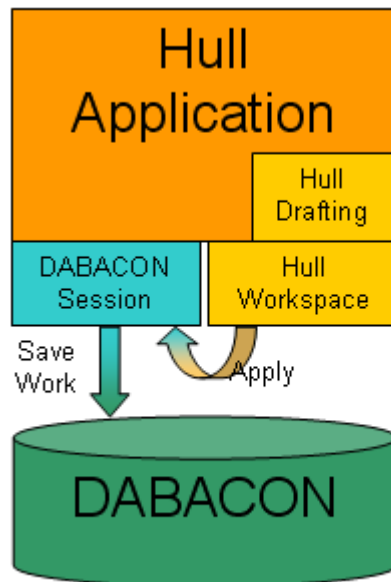 Hull
Application
Hull
Drafting
DABACON
Session
Hull
Workspace
Save
Work
Apply
DABACON